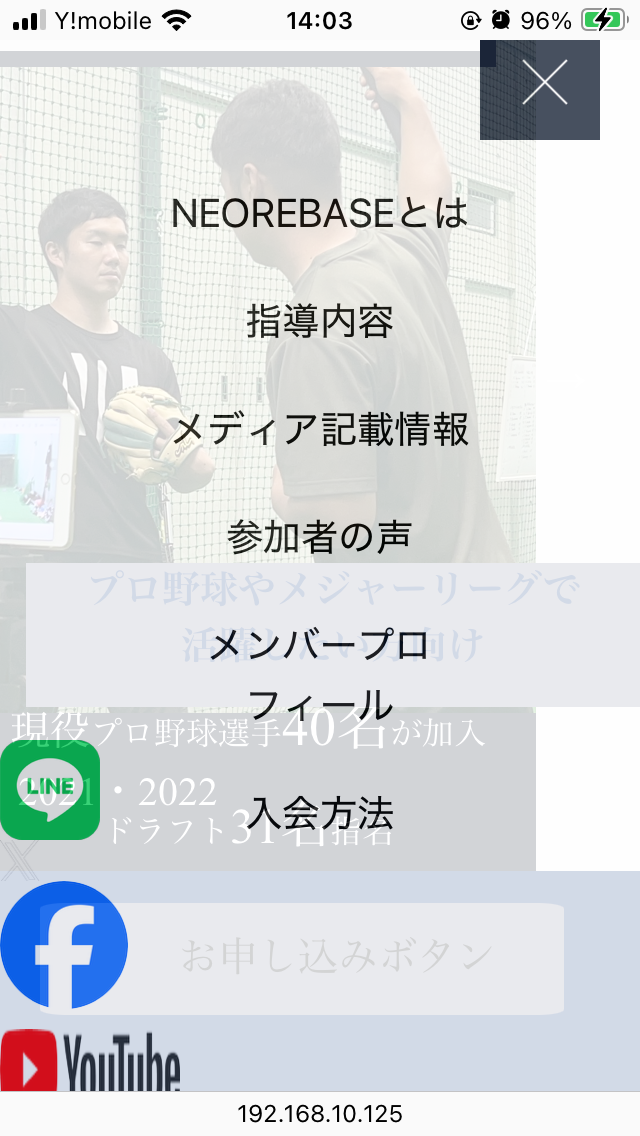 Y!mobile 14:03 96%
NEOREBASEとは
指導内容
メディア記載情報
参加者の声
プロ野球やメジャーリーグで
活躍したい方向け
メンバープロ
フィール
現役プロ野球選手40名が加入
LINE
2021・2022
ドラフト31名指名
入会方法
お申し込みボタン
YouTube
192.168.10.125